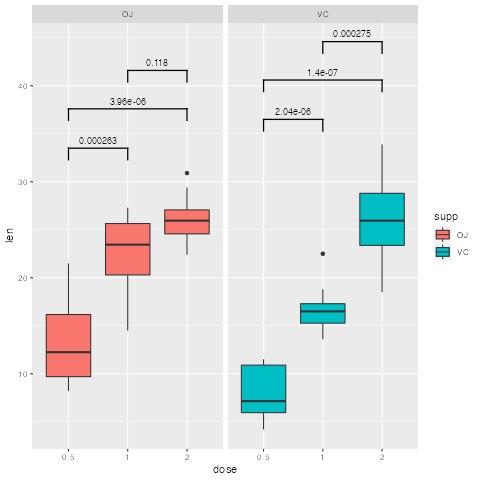 OJ VC
0.000275
0.118
1.4e-07
3.96e-06
2.04e-06
0.000263
40
30
20
10
len
0.5 1 2 0.5 1 2
dose
supp
OJ
VC